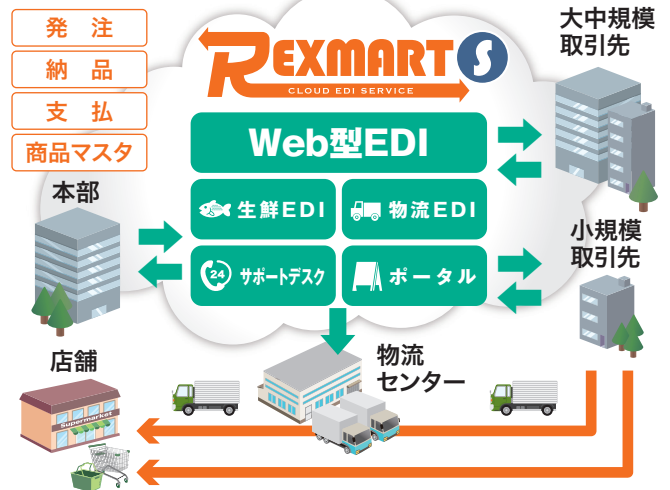 発 注
納 品
支 払
商品マスタ
REXMART S
CLOUD EDI SERVICE
大中規模
取引先
Web型EDI
本部
生鮮EDI
物流EDI
小規模
取引先
24
サポートデスク
ポータル
店舗
物流
センター
Supermarket